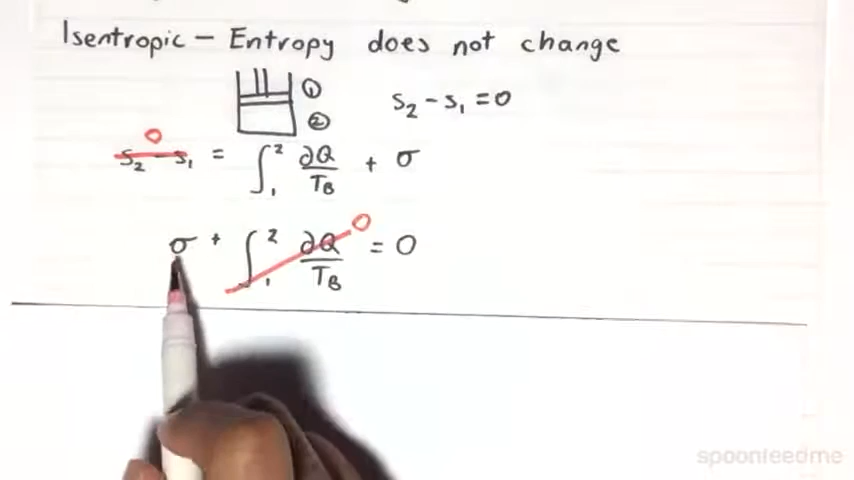 Isentropic — Entropy does not change
① s₂ - s₁ = 0
②
0
s₂ - s₁ = ∫₁² ∂Q/T_B + σ
0
σ + ∫₁² ∂Q/T_B = 0
spoonfeedme